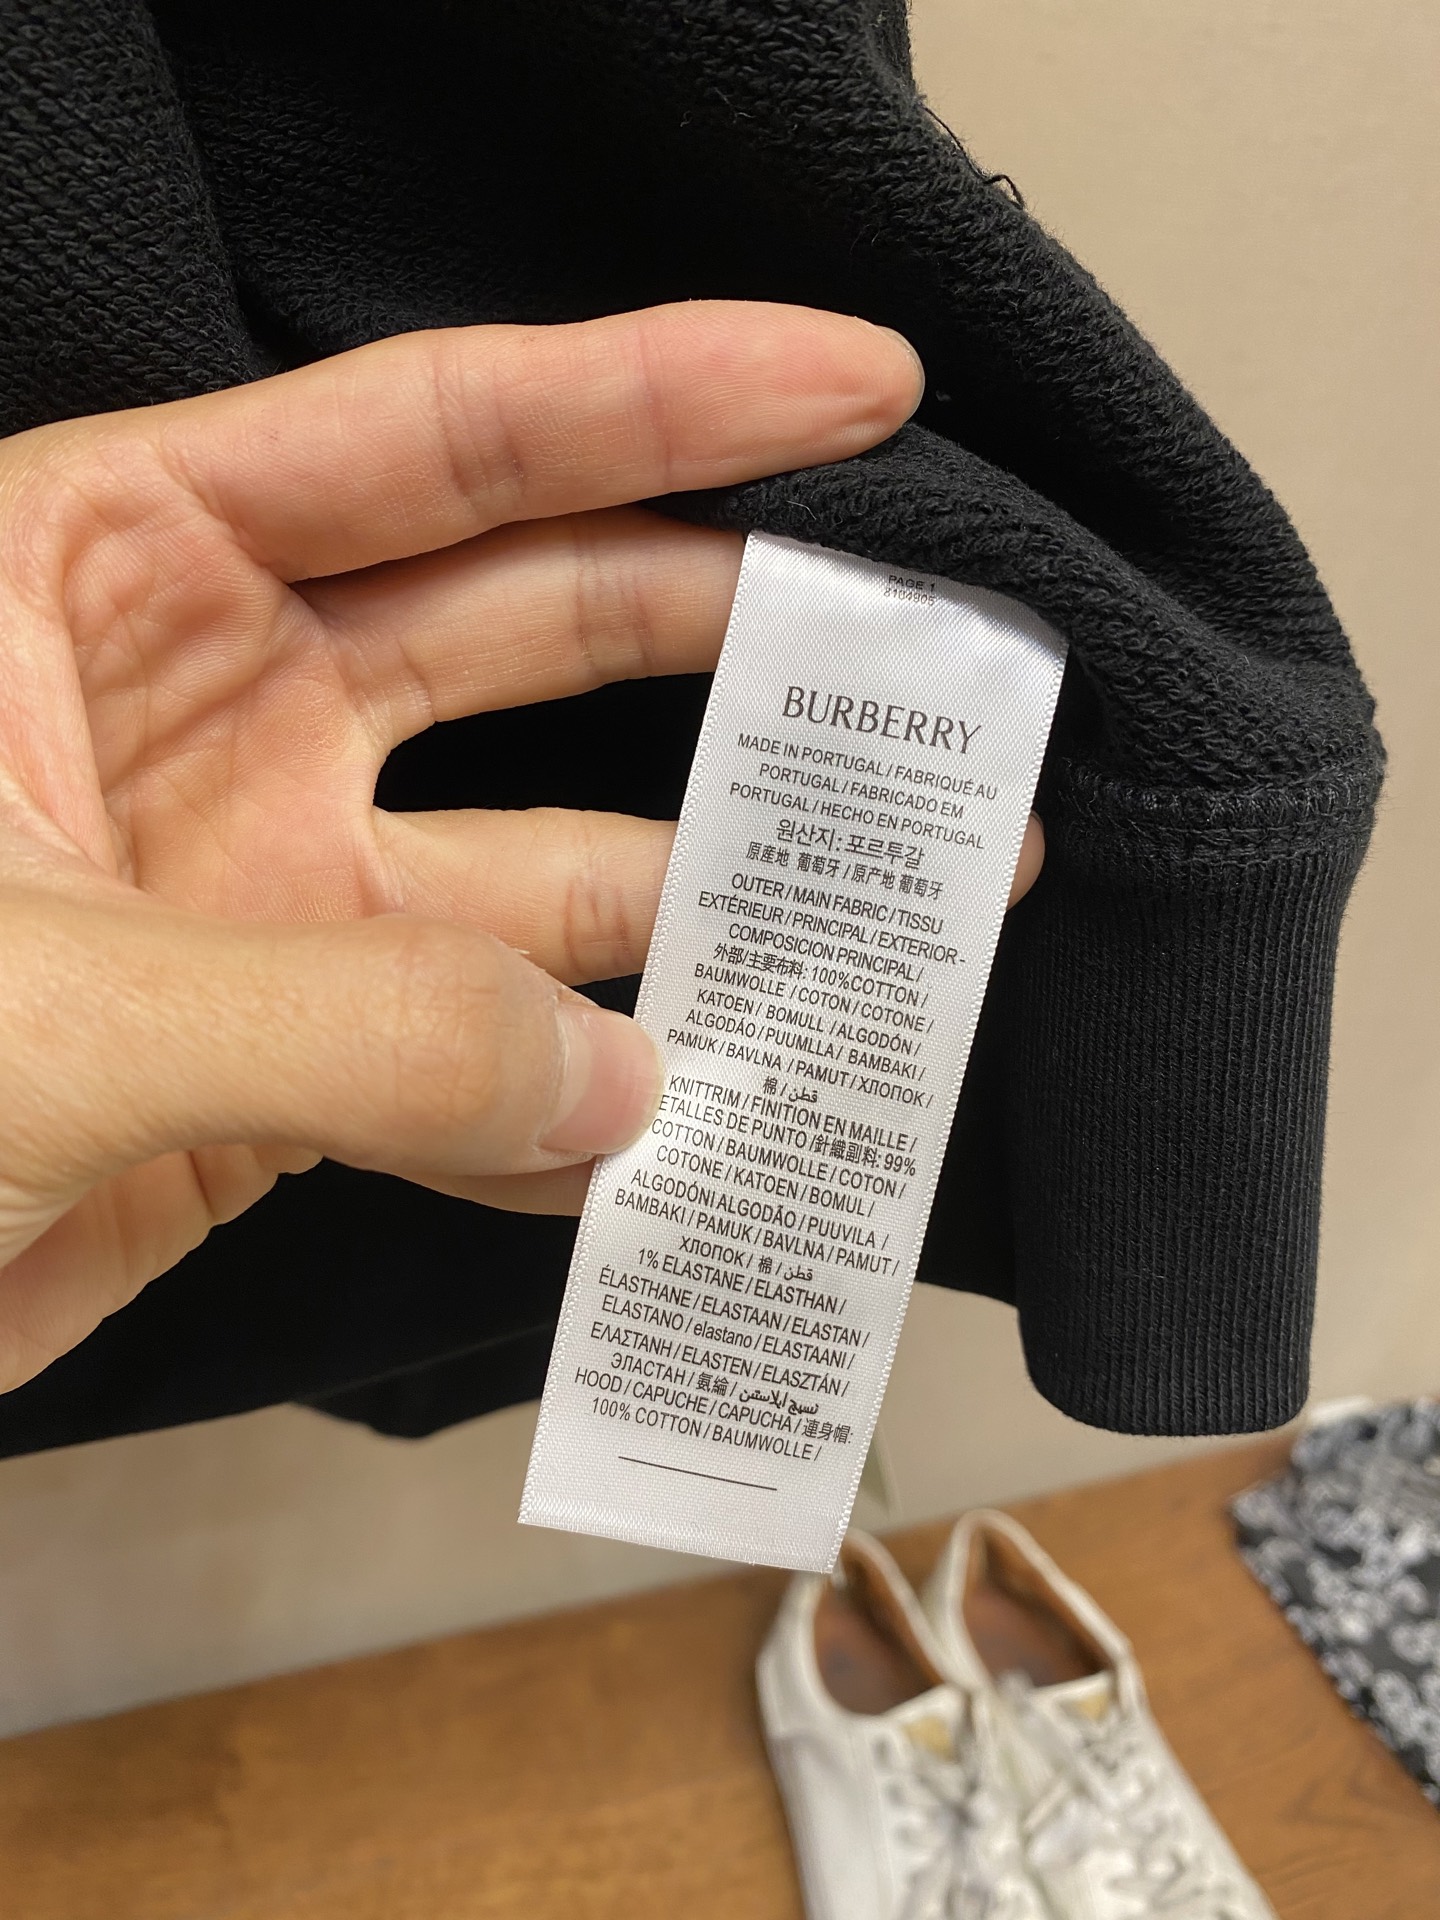 PAGE 1
8104905
BURBERRY
MADE IN PORTUGAL / FABRIQUÉ AU
PORTUGAL / FABRICADO EM
PORTUGAL / HECHO EN PORTUGAL
원산지: 포르투갈
原産地 葡萄牙 / 原产地 葡萄牙
OUTER / MAIN FABRIC / TISSU
EXTÉRIEUR / PRINCIPAL / EXTERIOR -
COMPOSICION PRINCIPAL /
外部/主要布料: 100%COTTON /
BAUMWOLLE / COTON / COTONE /
KATOEN / BOMULL / ALGODÓN /
ALGODÃO / PUUMLLA / BAMBAKI /
PAMUK / BAVLNA / PAMUT / ХЛОПОК /
棉 / قطن /
KNITTRIM / FINITION EN MAILLE /
ETALLES DE PUNTO /針織副料: 99%
COTTON / BAUMWOLLE / COTON /
COTONE / KATOEN / BOMUL /
ALGODÓNI ALGODÃO / PUUVILA /
BAMBAKI / PAMUK / BAVLNA / PAMUT /
ХЛОПОК / 棉 / قطن /
1% ELASTANE / ELASTHAN /
ÉLASTHANE / ELASTAAN / ELASTAN /
ELASTANO / elastano / ELASTAANI /
ΕΛΑΣΤΑΝΗ / ELASTEN / ELASZTÁN /
ЭЛАСТАН / 氨綸 / نسيج ايلاستين
HOOD / CAPUCHE / CAPUCHA / 連身帽:
100% COTTON / BAUMWOLLE /